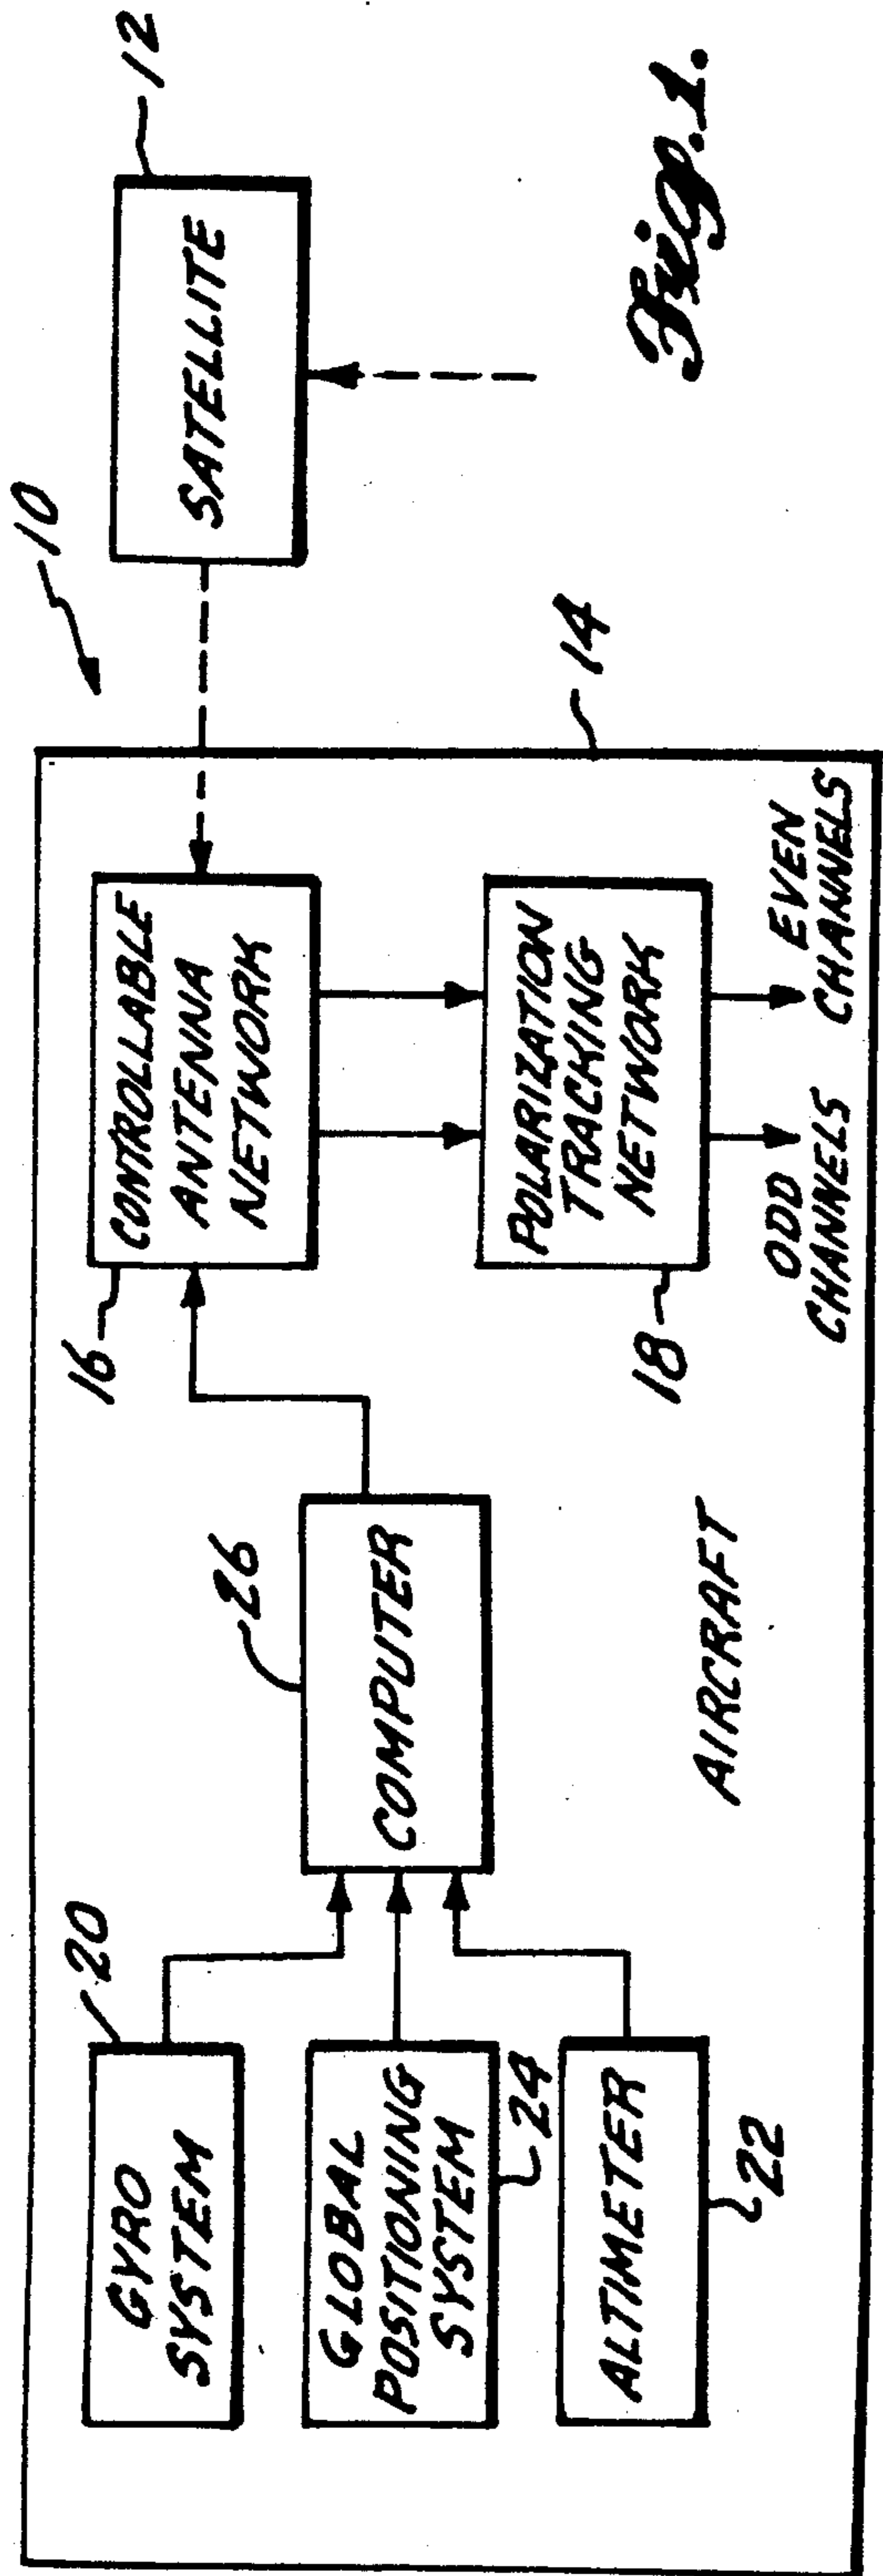 10
12
SATELLITE
Fig. 1.
14
16
CONTROLLABLE
ANTENNA
NETWORK
POLARIZATION
TRACKING
NETWORK
18
ODD
CHANNELS
EVEN
CHANNELS
26
COMPUTER
AIRCRAFT
20
GYRO
SYSTEM
GLOBAL
POSITIONING
SYSTEM
24
ALTIMETER
22